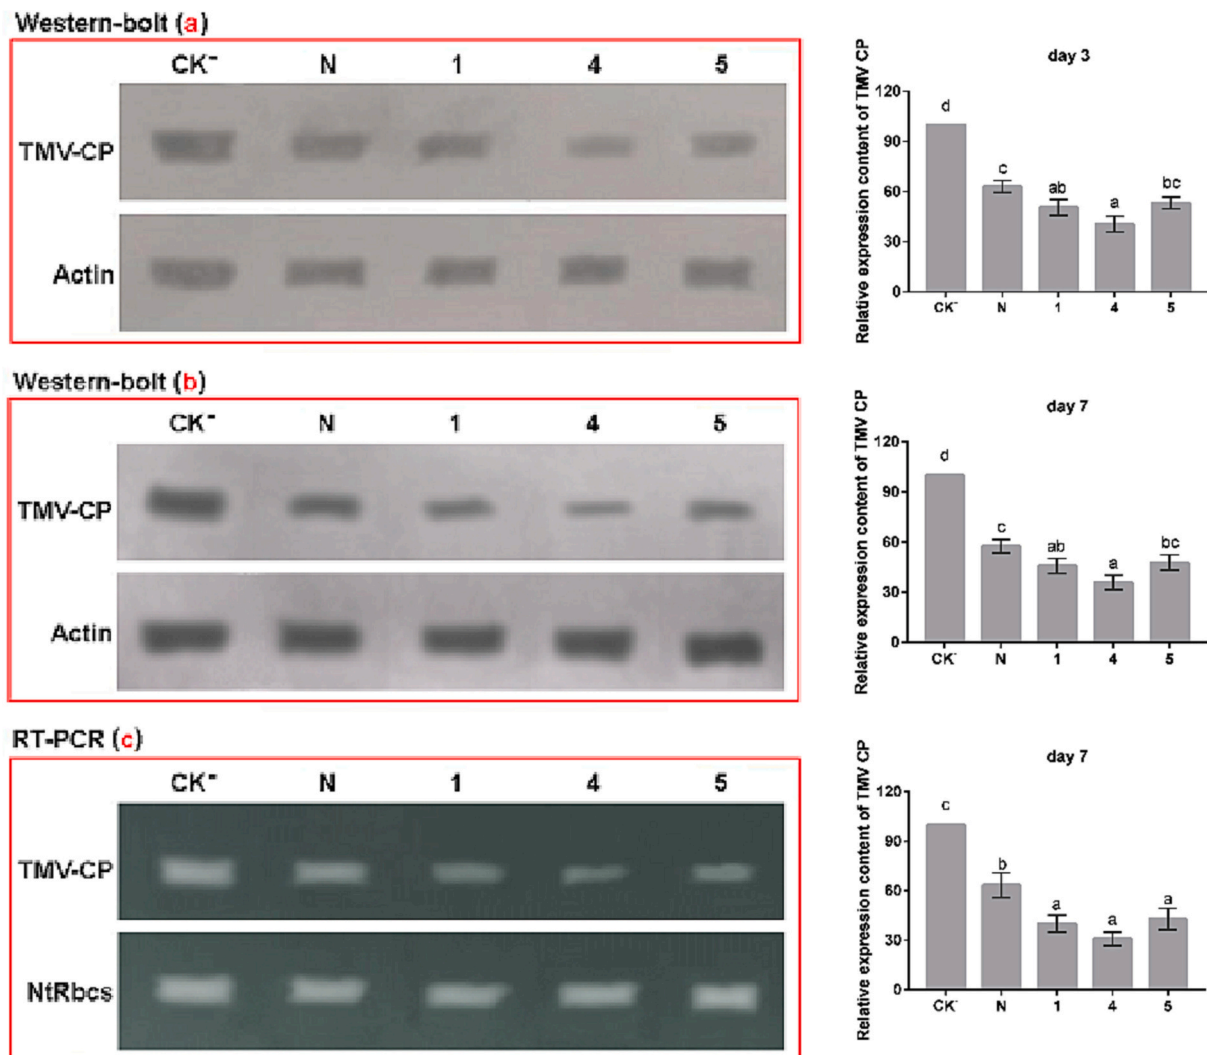 Western-bolt (a)
CK⁻ N 1 4 5
TMV-CP
Actin
day 3
Relative expression content of TMV CP
120
90
60
30
0
d
c
ab
a
bc
CK⁻ N 1 4 5
Western-bolt (b)
CK⁻ N 1 4 5
TMV-CP
Actin
day 7
Relative expression content of TMV CP
120
90
60
30
0
d
c
ab
a
bc
CK⁻ N 1 4 5
RT-PCR (c)
CK⁻ N 1 4 5
TMV-CP
NtRbcs
day 7
Relative expression content of TMV CP
120
90
60
30
0
c
b
a
a
a
CK⁻ N 1 4 5